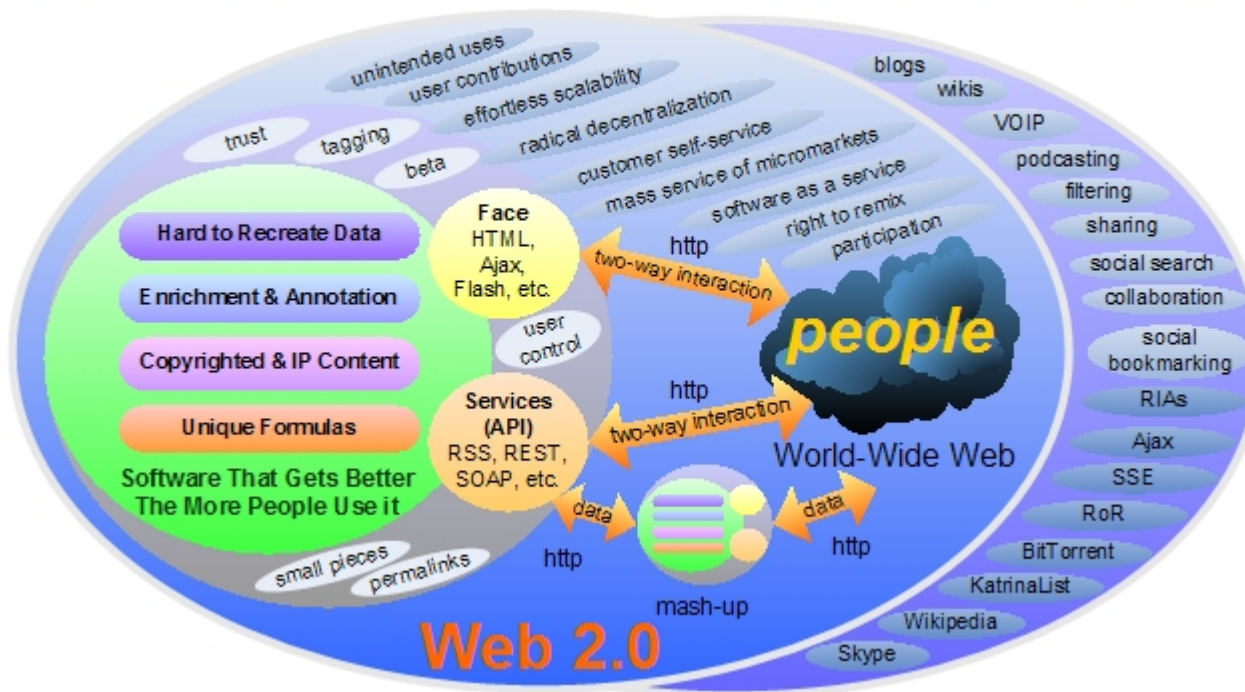 unintended uses
user contributions
effortless scalability
radical decentralization
customer self-service
mass service of micromarkets
software as a service
right to remix
participation
trust
tagging
beta
Hard to Recreate Data
Enrichment & Annotation
Copyrighted & IP Content
Unique Formulas
Software That Gets Better
The More People Use it
Face
HTML,
Ajax,
Flash, etc.
user
control
Services
(API)
RSS, REST,
SOAP, etc.
small pieces
permalinks
http
two-way interaction
http
two-way interaction
people
World-Wide Web
data
http
mash-up
data
http
Web 2.0
blogs
wikis
VOIP
podcasting
filtering
sharing
social search
collaboration
social
bookmarking
RIAs
Ajax
SSE
RoR
BitTorrent
KatrinaList
Wikipedia
Skype